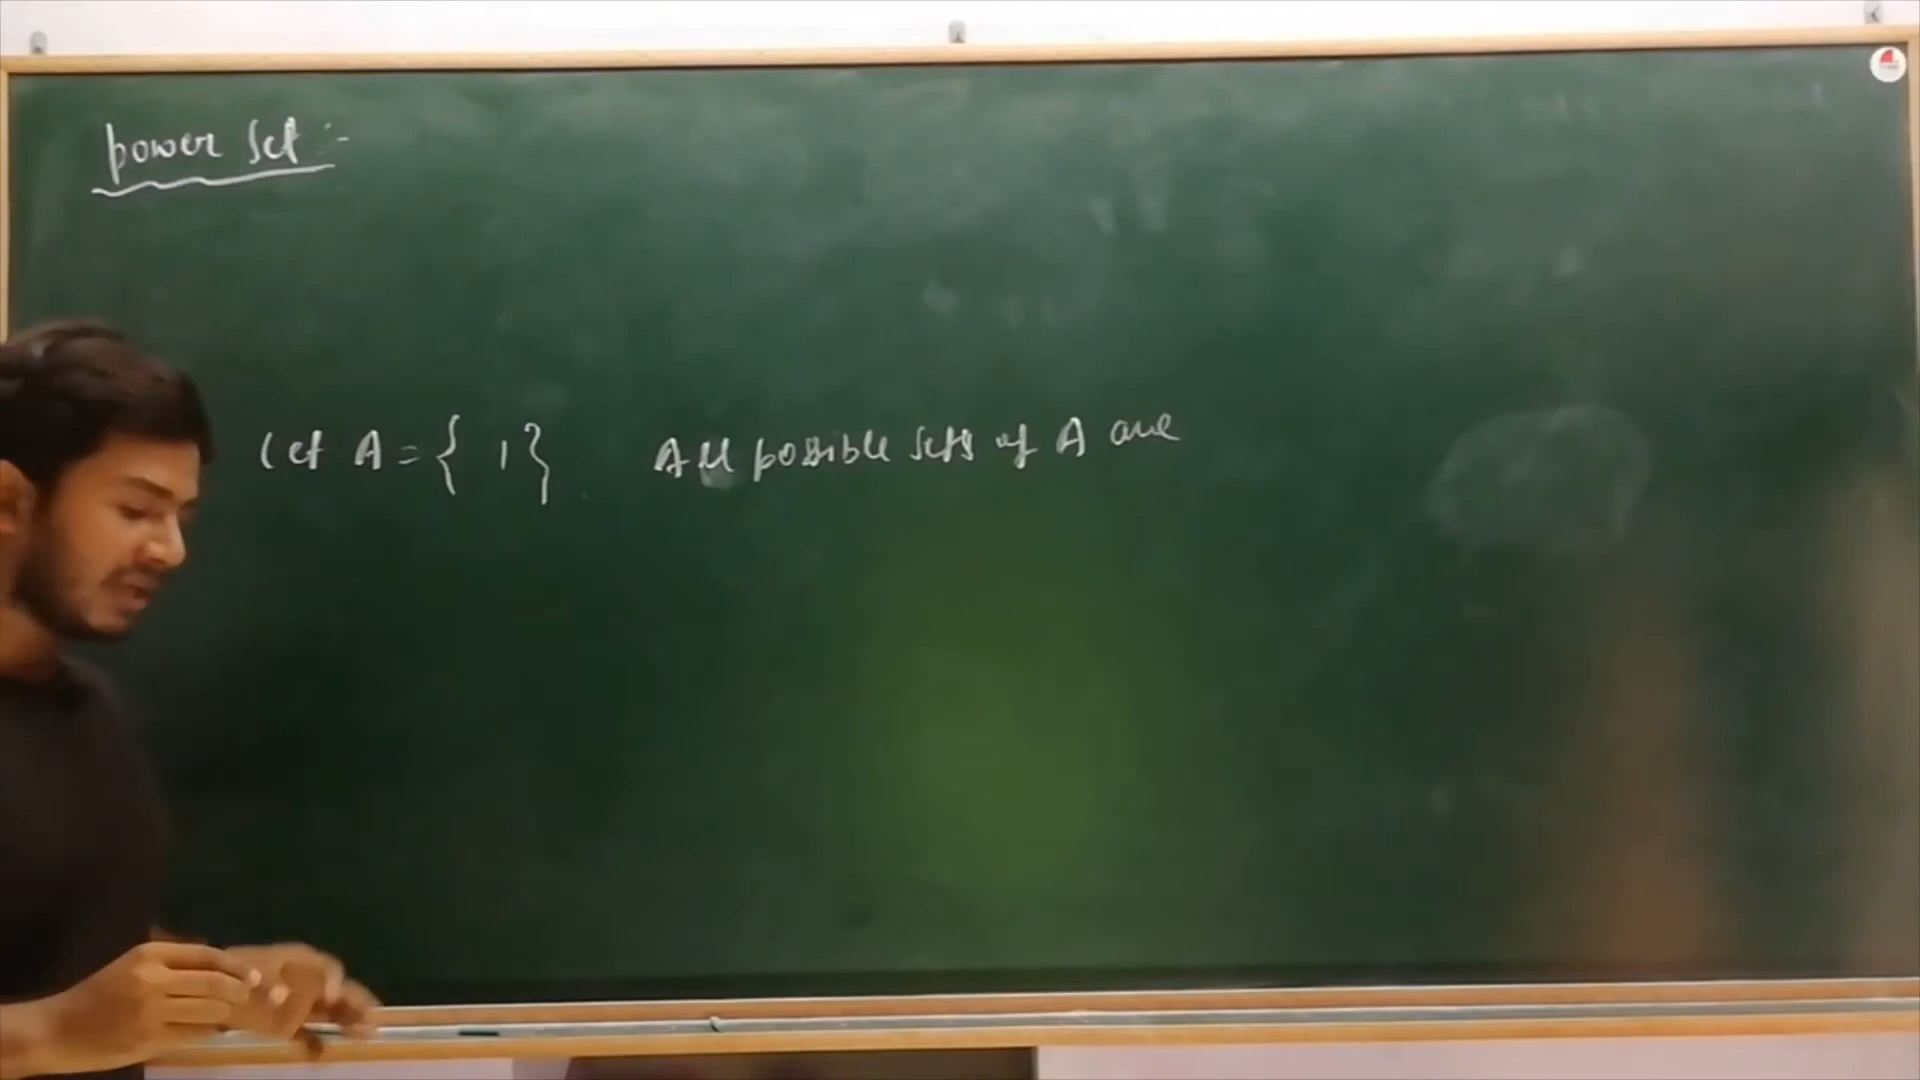 power set :-
Let A = { 1 } All possible sets of A are